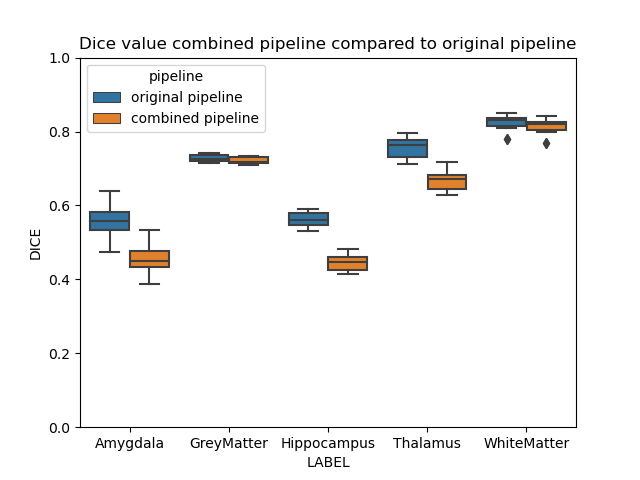 Dice value combined pipeline compared to original pipeline
pipeline
original pipeline
combined pipeline
DICE
1.0
0.8
0.6
0.4
0.2
0.0
Amygdala GreyMatter Hippocampus Thalamus WhiteMatter
LABEL